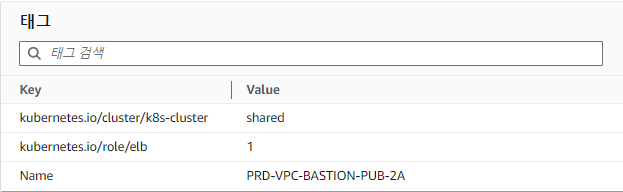 태그
태그 검색
Key Value
kubernetes.io/cluster/k8s-cluster shared
kubernetes.io/role/elb 1
Name PRD-VPC-BASTION-PUB-2A